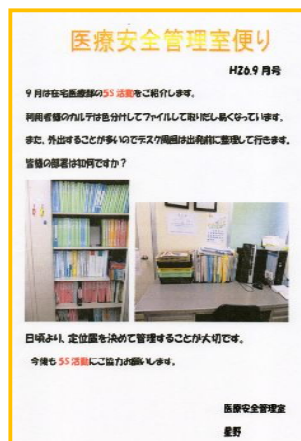 医療安全管理室便り
H26.9月号
9月は在宅医療部の5S活動をご紹介します。
利用者様のカルテは色分けしてファイルして取りだし易くなっています。
また、外出することが多いのでデスク周囲は出発前に整理して行きます。
皆様の部署は如何ですか？
日頃より、定位置を決めて管理することが大切です。
今後も5S活動にご協力お願いします。
医療安全管理室
星野